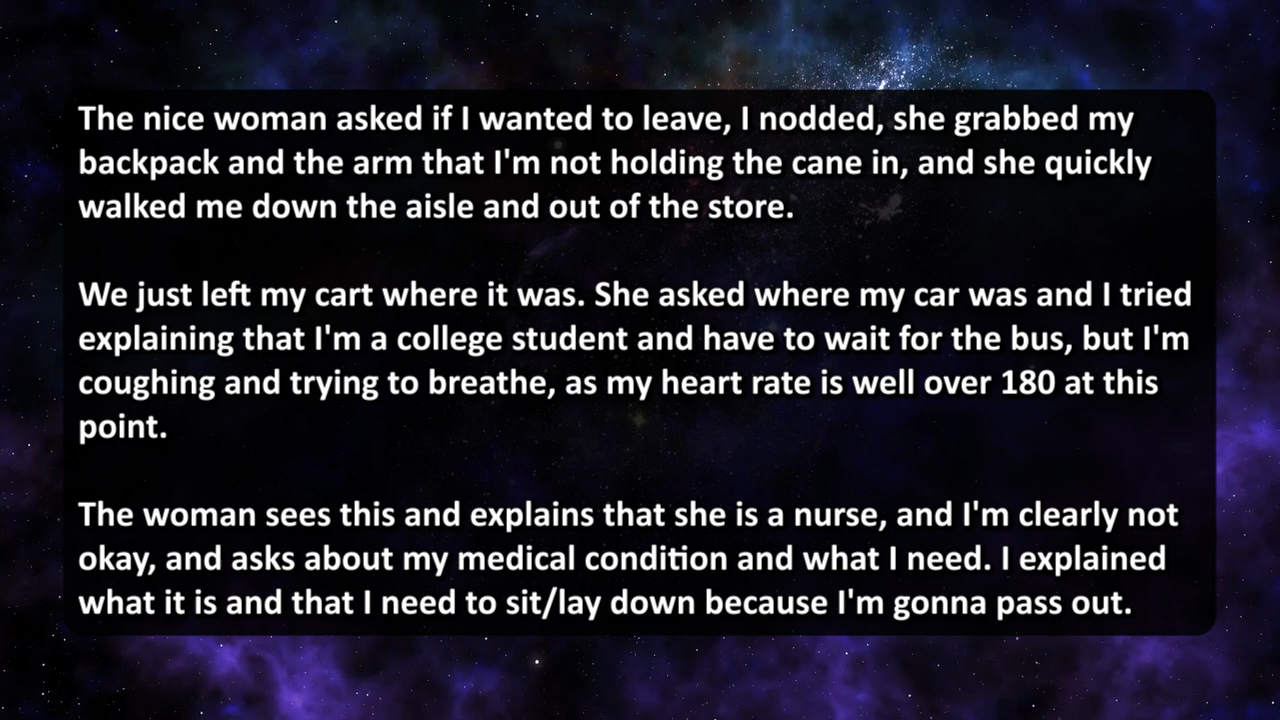 The nice woman asked if I wanted to leave, I nodded, she grabbed my
backpack and the arm that I'm not holding the cane in, and she quickly
walked me down the aisle and out of the store.
We just left my cart where it was. She asked where my car was and I tried
explaining that I'm a college student and have to wait for the bus, but I'm
coughing and trying to breathe, as my heart rate is well over 180 at this
point.
The woman sees this and explains that she is a nurse, and I'm clearly not
okay, and asks about my medical condition and what I need. I explained
what it is and that I need to sit/lay down because I'm gonna pass out.